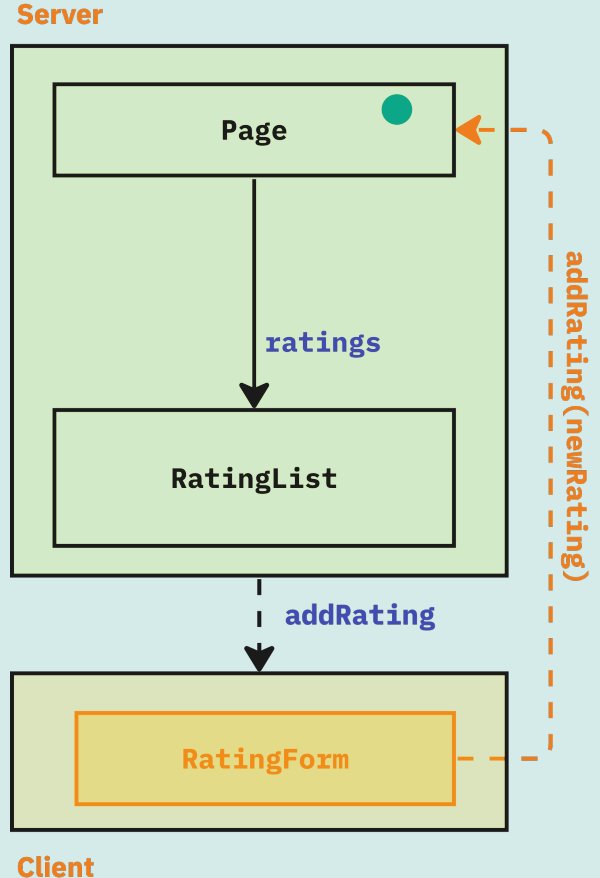 Server
Page
ratings
addRating(newRating)
RatingList
addRating
RatingForm
Client